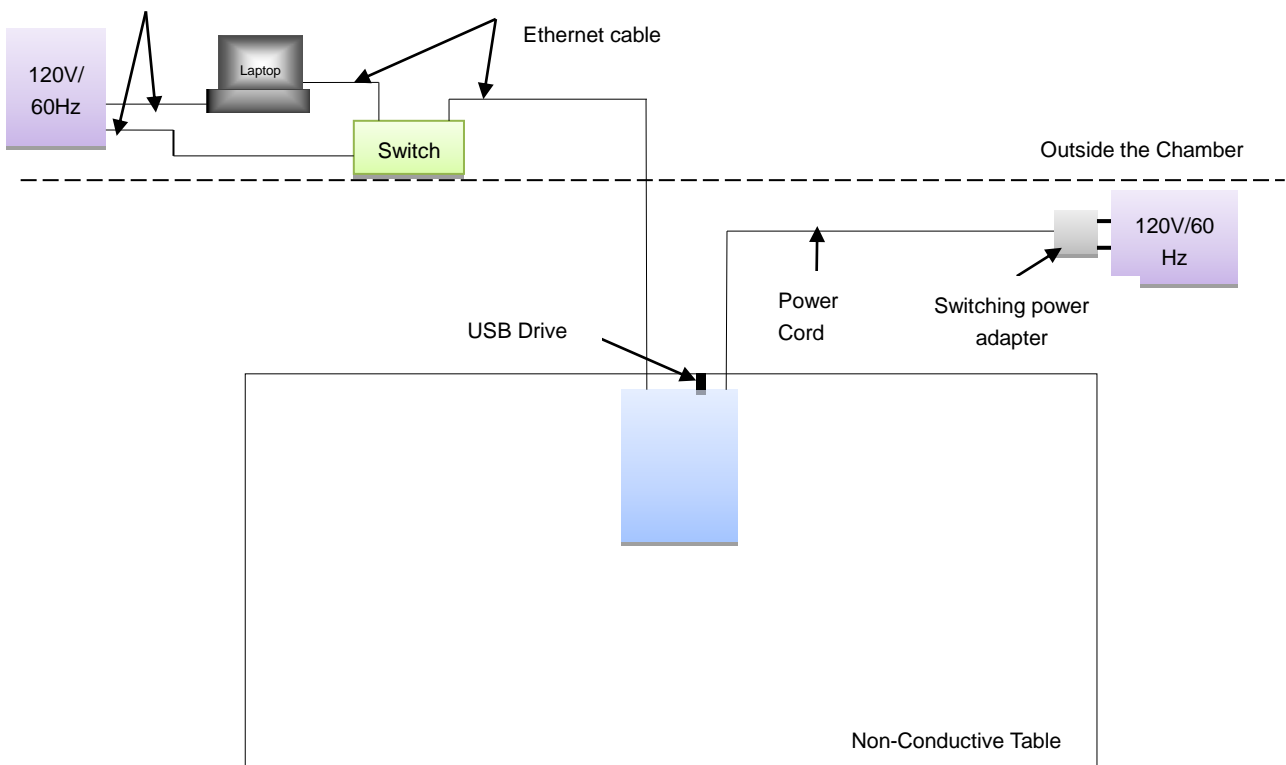 Ethernet cable
120V/
60Hz
Laptop
Switch
Outside the Chamber
120V/60
Hz
Power
Cord
Switching power
adapter
USB Drive
Non-Conductive Table